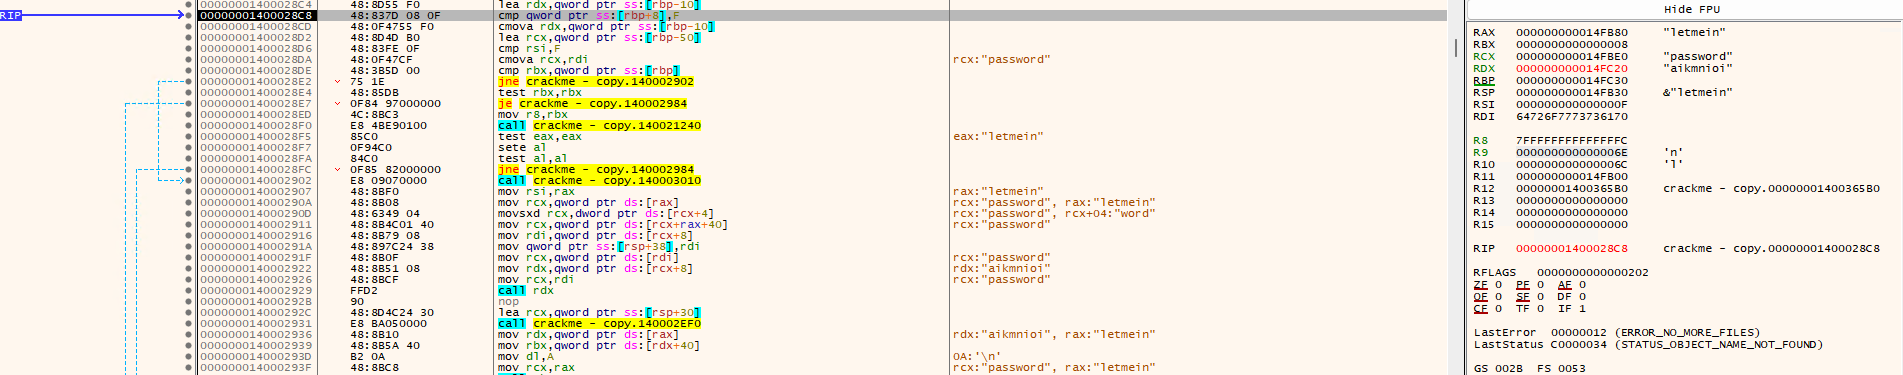 00000001400028C4 48:8D55 F0 lea rdx,qword ptr ss:[rbp-10]
RIP 00000001400028C8 48:837D 08 0F cmp qword ptr ss:[rbp+8],F
00000001400028CD 48:0F4755 F0 cmova rdx,qword ptr ss:[rbp-10]
00000001400028D2 48:8D4D B0 lea rcx,qword ptr ss:[rbp-50]
00000001400028D6 48:83FE 0F cmp rsi,F
00000001400028DA 48:0F47CF cmova rcx,rdi rcx:"password"
00000001400028DE 48:3B5D 00 cmp rbx,qword ptr ss:[rbp]
00000001400028E2 75 1E jne crackme - copy.140002902
00000001400028E4 48:85DB test rbx,rbx
00000001400028E7 0F84 97000000 je crackme - copy.140002984
00000001400028ED 4C:8BC3 mov r8,rbx
00000001400028F0 E8 4BE90100 call crackme - copy.140021240
00000001400028F5 85C0 test eax,eax eax:"letmein"
00000001400028F7 0F94C0 sete al
00000001400028FA 84C0 test al,al
00000001400028FC 0F85 82000000 jne crackme - copy.140002984
0000000140002902 E8 09070000 call crackme - copy.140003010
0000000140002907 48:8BF0 mov rsi,rax rax:"letmein"
000000014000290A 48:8B08 mov rcx,qword ptr ds:[rax] rcx:"password", rax:"letmein"
000000014000290D 48:6349 04 movsxd rcx,dword ptr ds:[rcx+4] rcx:"password", rcx+04:"word"
0000000140002911 48:8B4C01 40 mov rcx,qword ptr ds:[rcx+rax+40] rcx:"password"
0000000140002916 48:8B79 08 mov rdi,qword ptr ds:[rcx+8]
000000014000291A 48:897C24 38 mov qword ptr ss:[rsp+38],rdi
000000014000291F 48:8B0F mov rcx,qword ptr ds:[rdi] rcx:"password"
0000000140002922 48:8B51 08 mov rdx,qword ptr ds:[rcx+8] rdx:"aikmnioi"
0000000140002926 48:8BCF mov rcx,rdi rcx:"password"
0000000140002929 FFD2 call rdx
000000014000292B 90 nop
000000014000292C 48:8D4C24 30 lea rcx,qword ptr ss:[rsp+30]
0000000140002931 E8 BA050000 call crackme - copy.140002EF0
0000000140002936 48:8B10 mov rdx,qword ptr ds:[rax] rdx:"aikmnioi", rax:"letmein"
0000000140002939 48:8B5A 40 mov rbx,qword ptr ds:[rdx+40]
000000014000293D B2 0A mov dl,A 0A:'\n'
000000014000293F 48:8BC8 mov rcx,rax rcx:"password", rax:"letmein"
Hide FPU
RAX 000000000014FB80 "letmein"
RBX 0000000000000008
RCX 000000000014FBE0 "password"
RDX 000000000014FC20 "aikmnioi"
RBP 000000000014FC30
RSP 000000000014FB30 &"letmein"
RSI 000000000000000F
RDI 64726F7773736170
R8 7FFFFFFFFFFFFFFC
R9 000000000000006E 'n'
R10 000000000000006C 'l'
R11 000000000014FB00
R12 00000001400365B0 crackme - copy.00000001400365B0
R13 0000000000000000
R14 0000000000000000
R15 0000000000000000
RIP 00000001400028C8 crackme - copy.00000001400028C8
RFLAGS 0000000000000202
ZF 0 PF 0 AF 0
OF 0 SF 0 DF 0
CF 0 TF 0 IF 1
LastError 00000012 (ERROR_NO_MORE_FILES)
LastStatus C0000034 (STATUS_OBJECT_NAME_NOT_FOUND)
GS 002B FS 0053